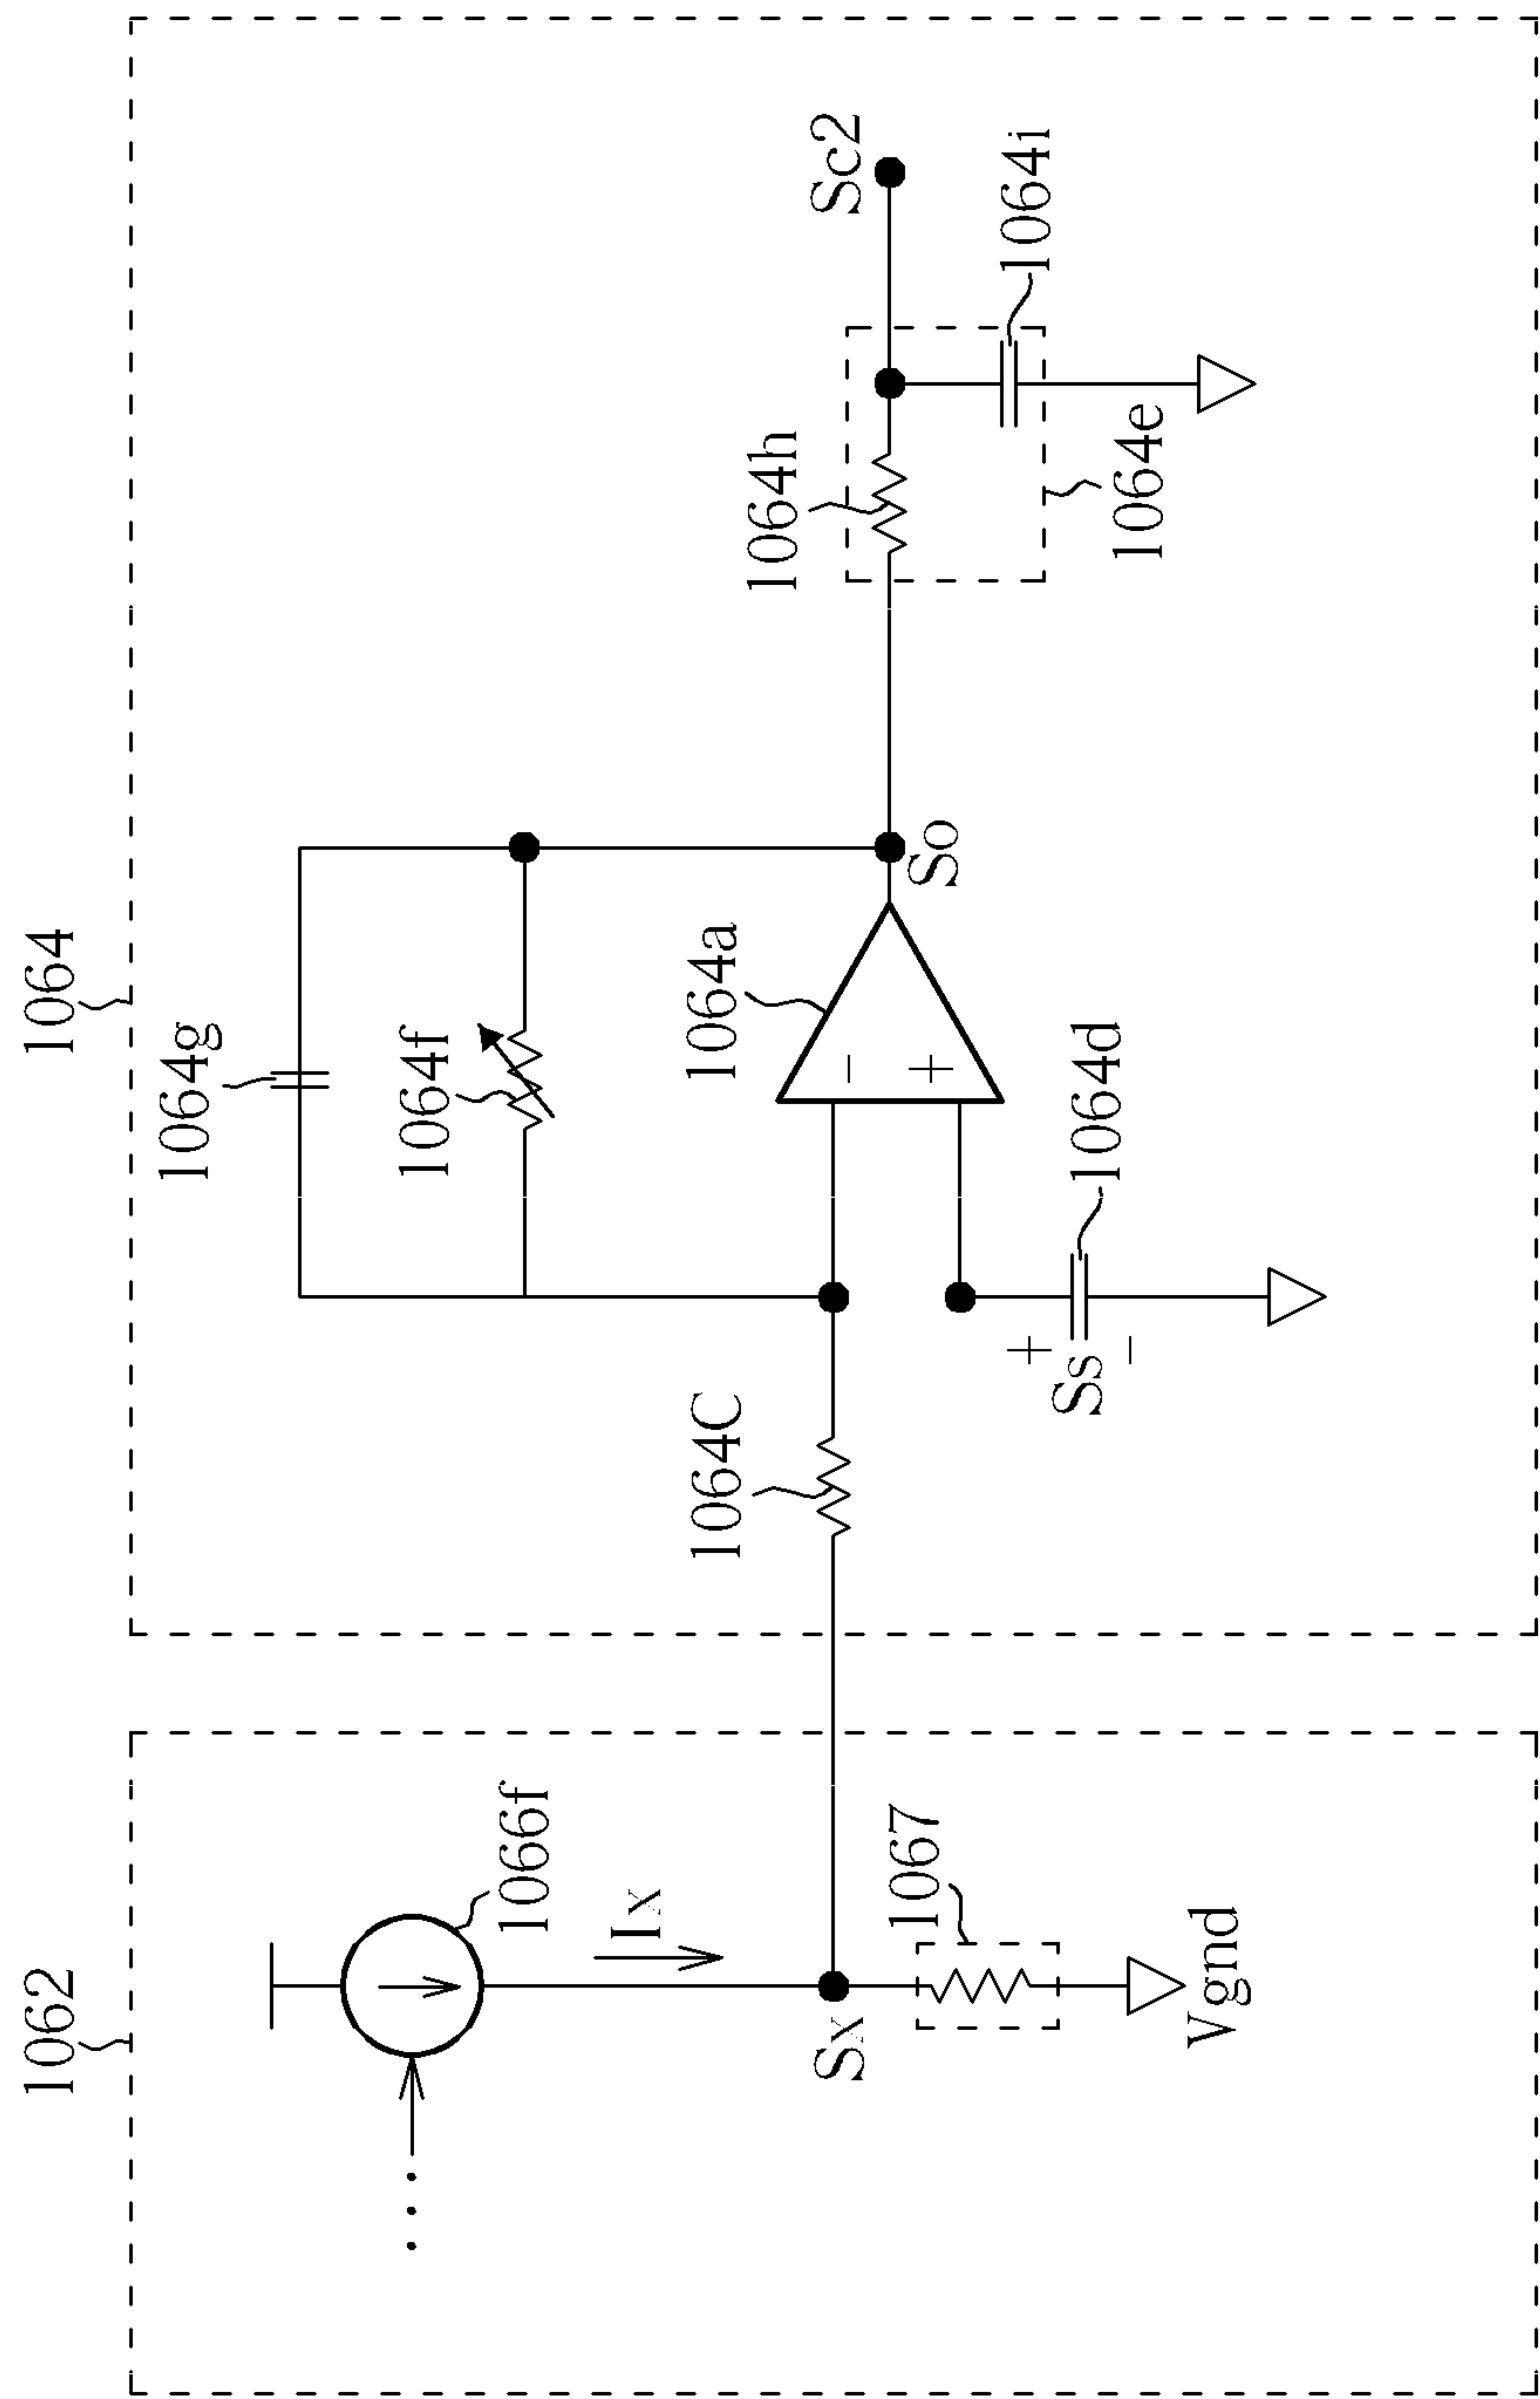 1062
1064
1066f
Ix
Sx
1067
Vgnd
1064g
1064f
1064C
1064a
−
+
So
+
Ss
−
1064d
1064h
Sc2
1064i
1064e
. . .